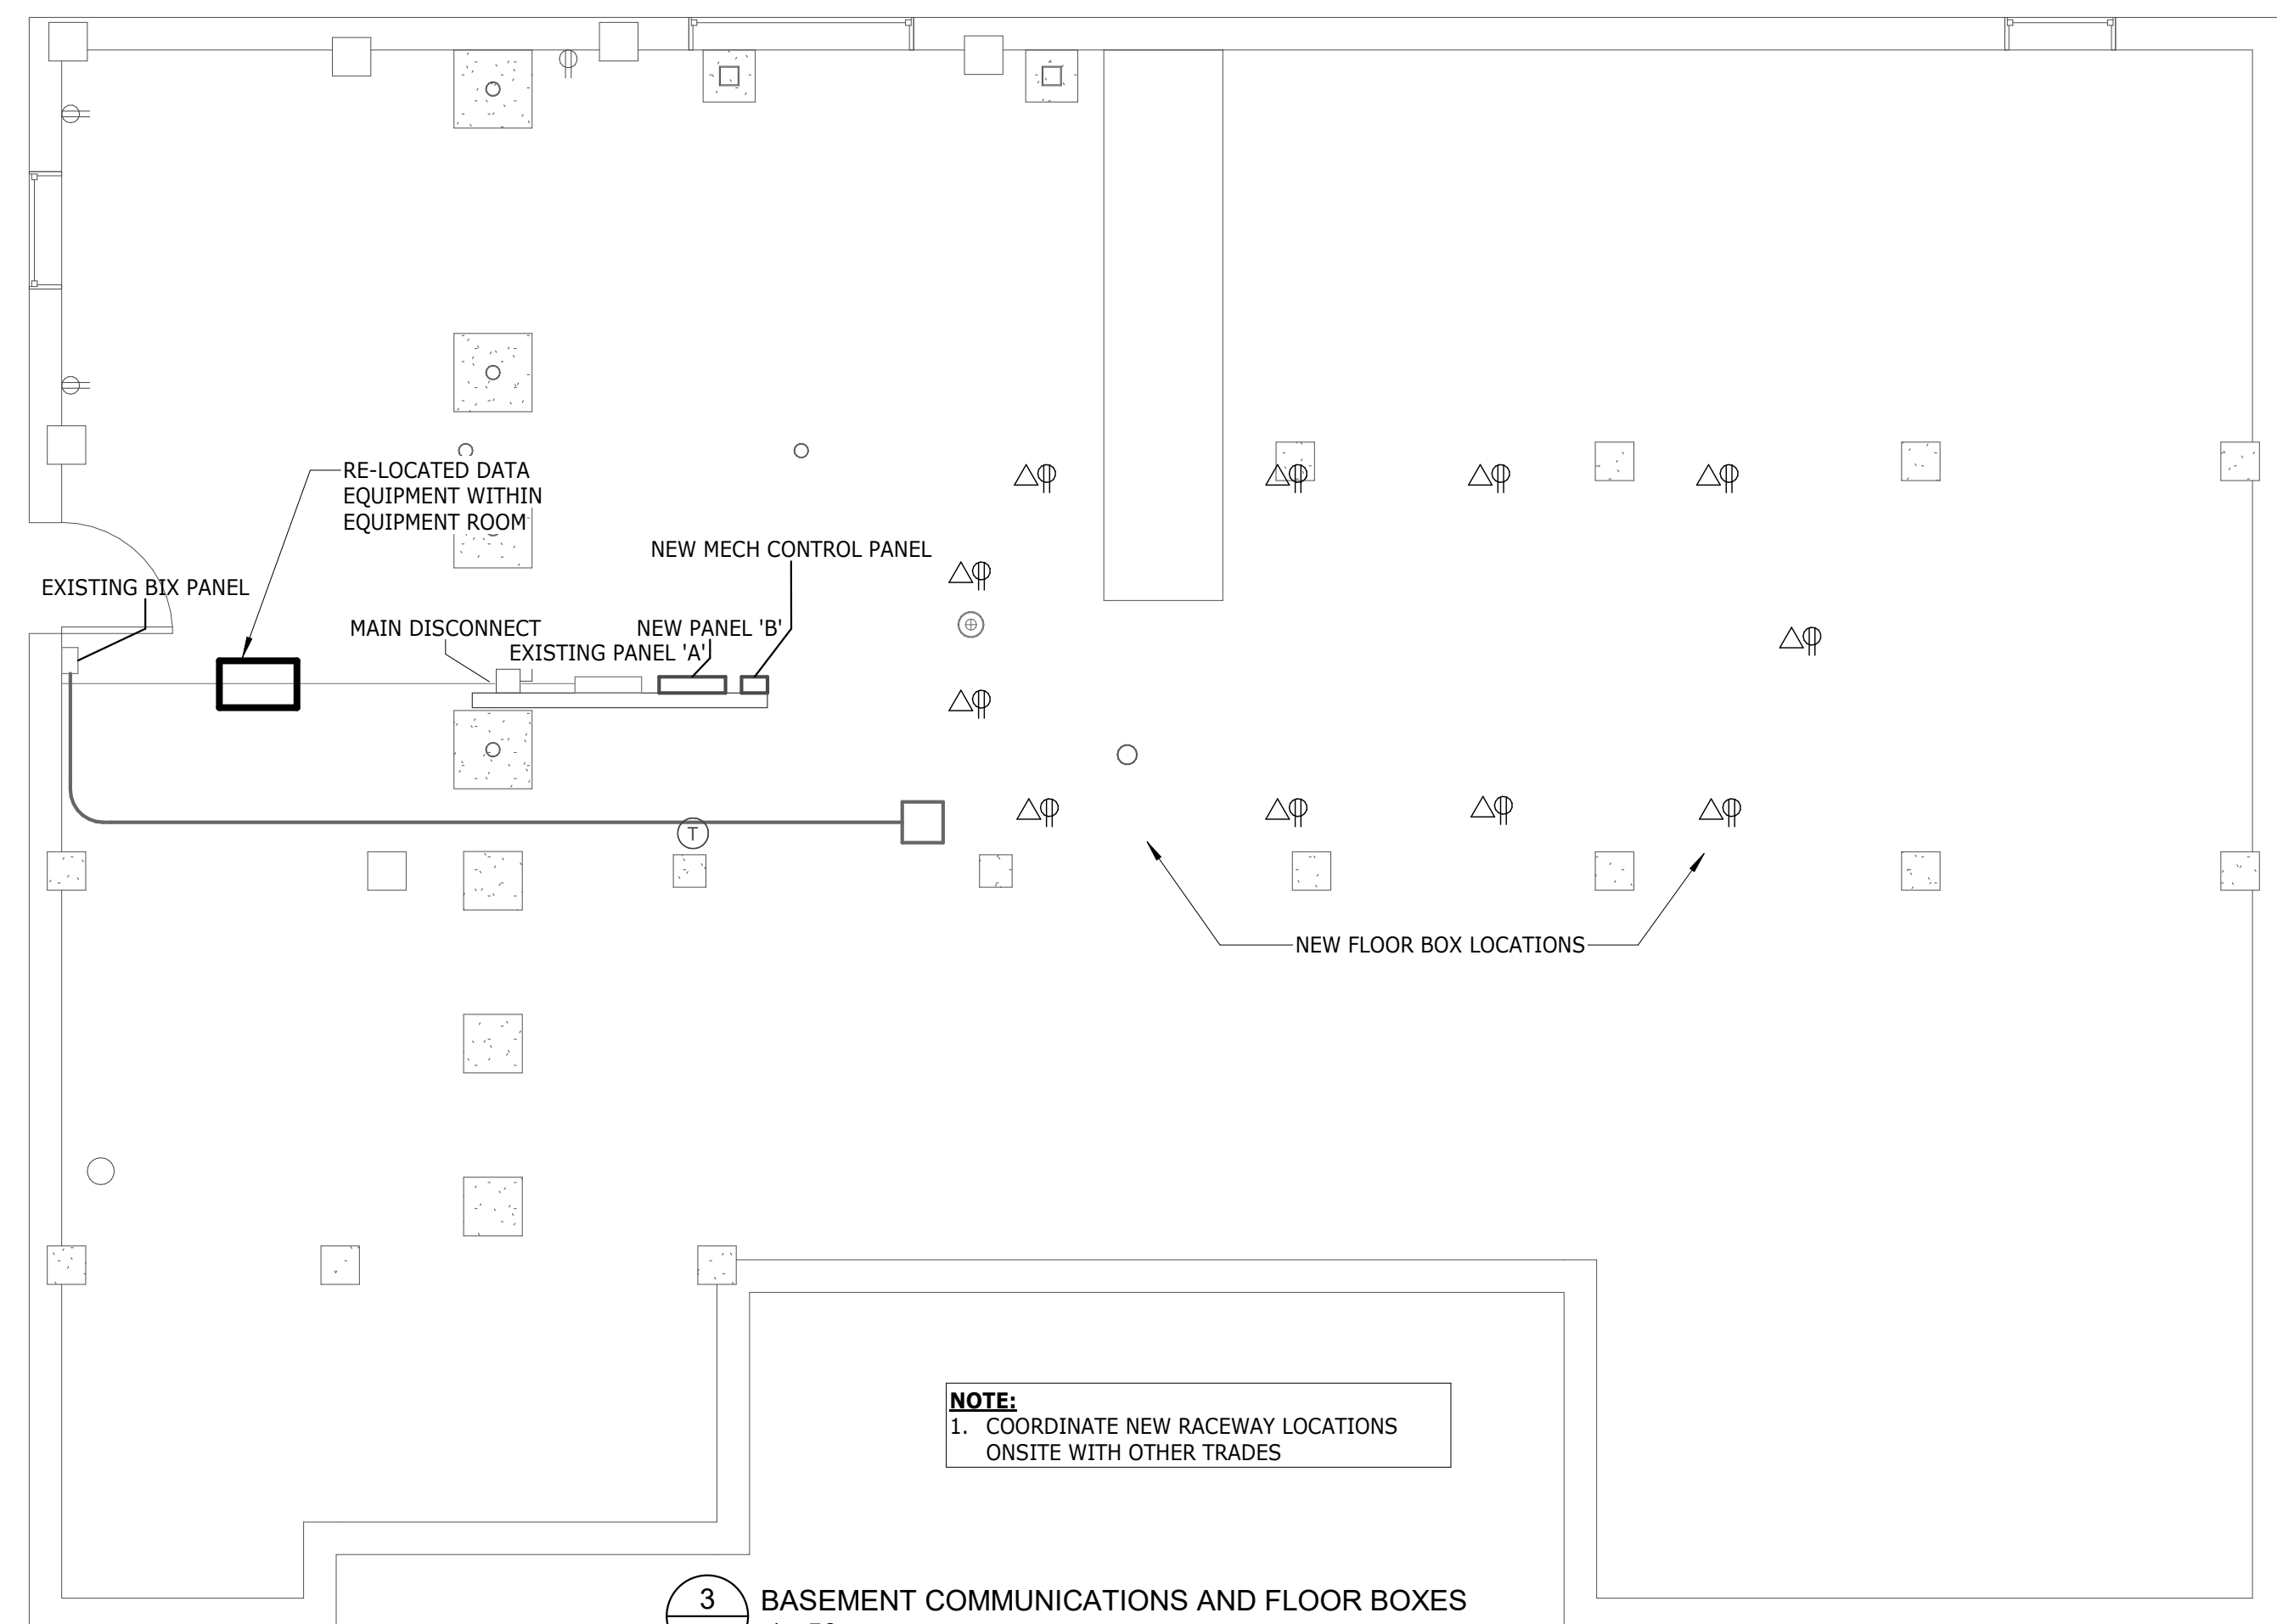 RE-LOCATED DATA
EQUIPMENT WITHIN
EQUIPMENT ROOM
NEW MECH CONTROL PANEL
EXISTING BIX PANEL
MAIN DISCONNECT
NEW PANEL 'B'
EXISTING PANEL 'A'
T
NEW FLOOR BOX LOCATIONS
NOTE:
1. COORDINATE NEW RACEWAY LOCATIONS
ONSITE WITH OTHER TRADES
3
BASEMENT COMMUNICATIONS AND FLOOR BOXES